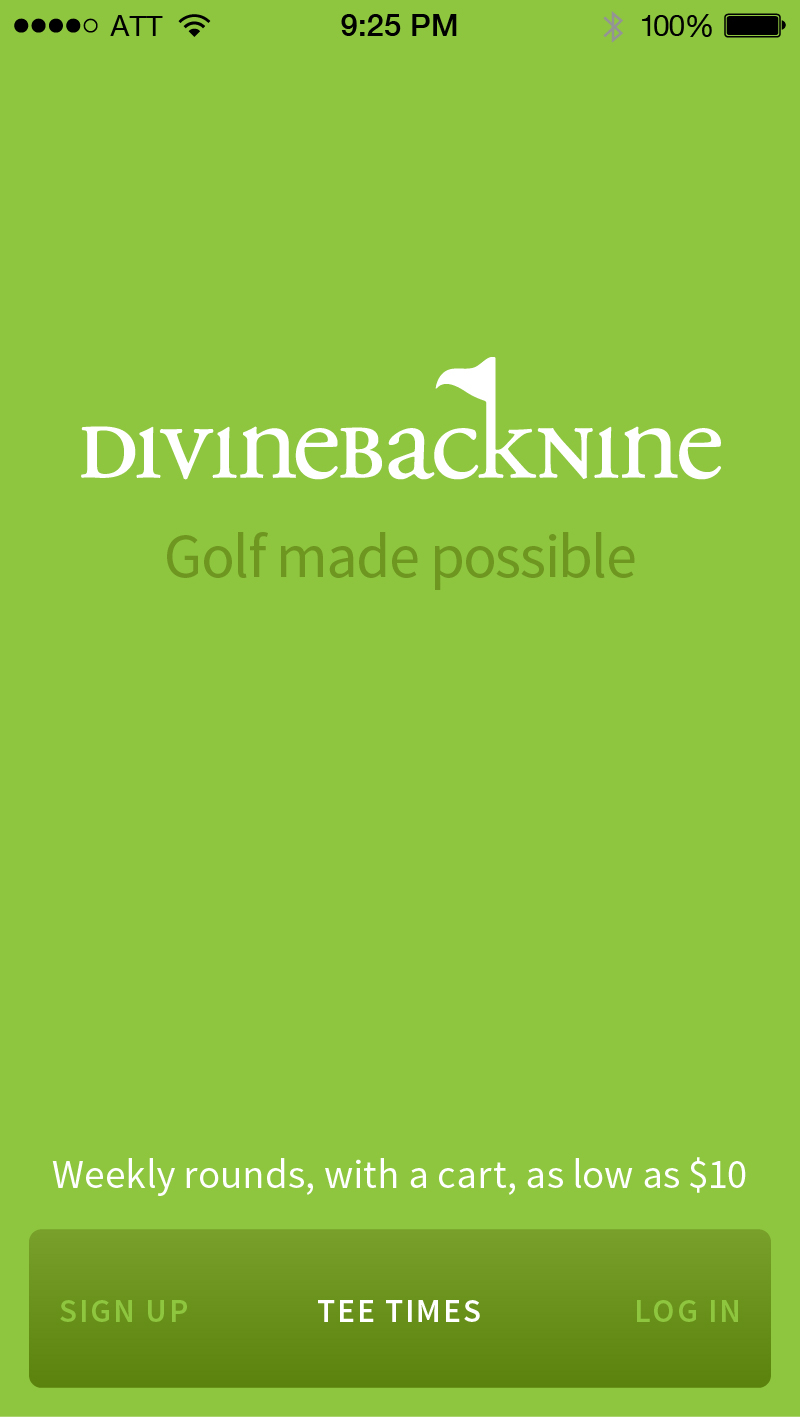 ATT 9:25 PM 100%
DIVINEBACKNINE
Golf made possible
Weekly rounds, with a cart, as low as $10
SIGN UP TEE TIMES LOG IN